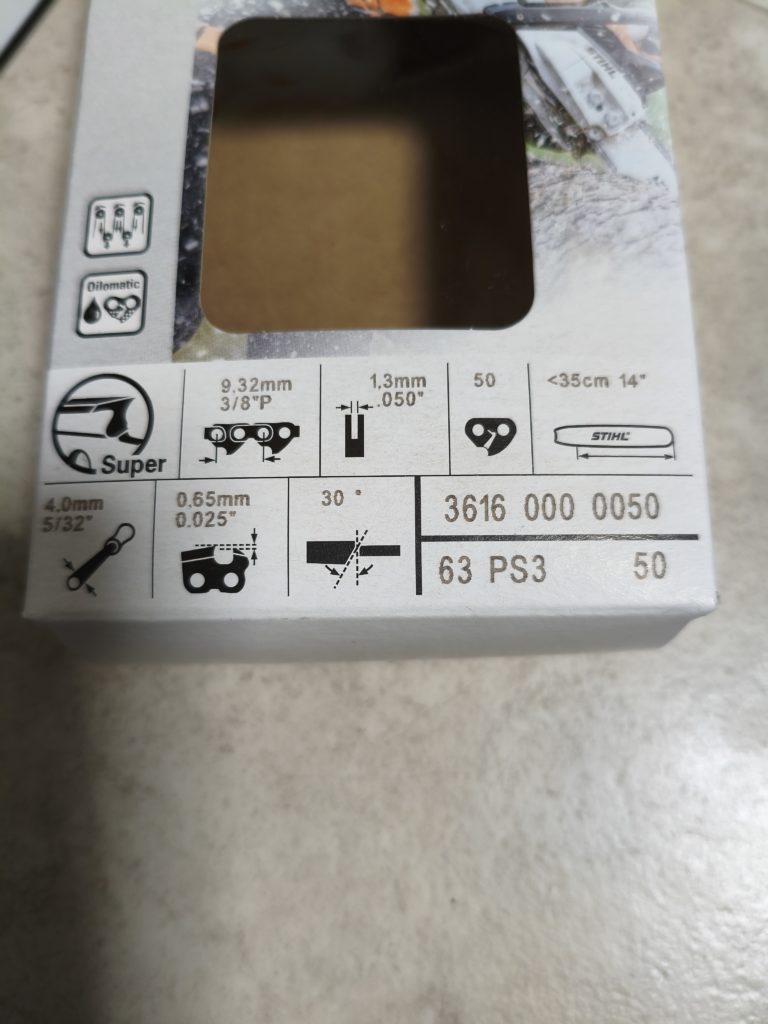 STIHL
Oilomatic
Super
9,32mm
3/8"P
1,3mm
.050"
50
<35cm 14"
STIHL
4,0mm
5/32"
0,65mm
0.025"
30 °
3616 000 0050
63 PS3 50